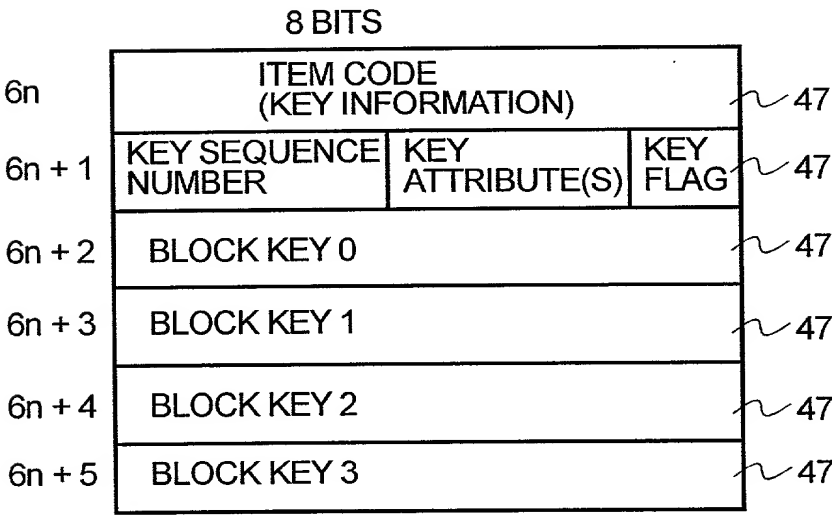 8 BITS
6n
ITEM CODE
(KEY INFORMATION)
47
6n + 1
KEY SEQUENCE
NUMBER
KEY
ATTRIBUTE(S)
KEY
FLAG
47
6n + 2
BLOCK KEY 0
47
6n + 3
BLOCK KEY 1
47
6n + 4
BLOCK KEY 2
47
6n + 5
BLOCK KEY 3
47